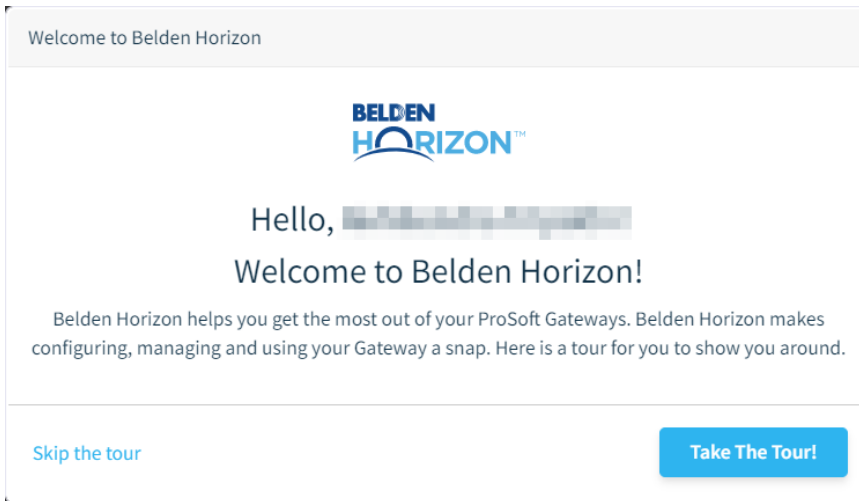 Welcome to Belden Horizon
BELDEN
HORIZON™
Hello,
Welcome to Belden Horizon!
Belden Horizon helps you get the most out of your ProSoft Gateways. Belden Horizon makes
configuring, managing and using your Gateway a snap. Here is a tour for you to show you around.
Skip the tour
Take The Tour!